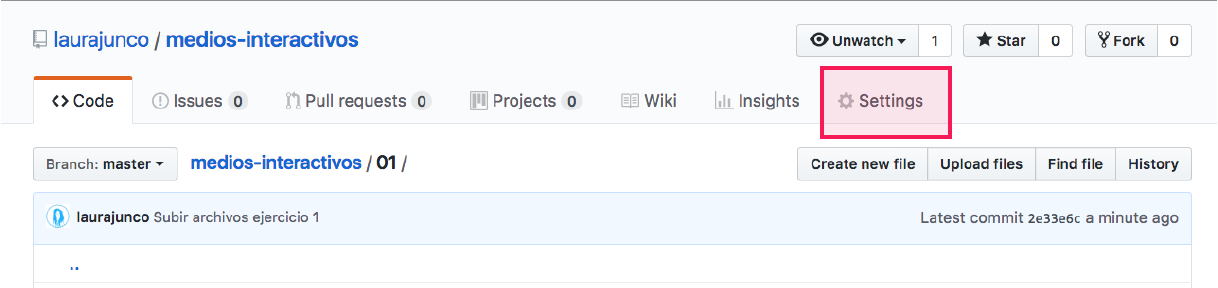 laurajunco / medios-interactivos Unwatch 1 Star 0 Fork 0
<> Code Issues 0 Pull requests 0 Projects 0 Wiki Insights Settings
Branch: master medios-interactivos / 01 / Create new file Upload files Find file History
laurajunco Subir archivos ejercicio 1 Latest commit 2e33e6c a minute ago
..